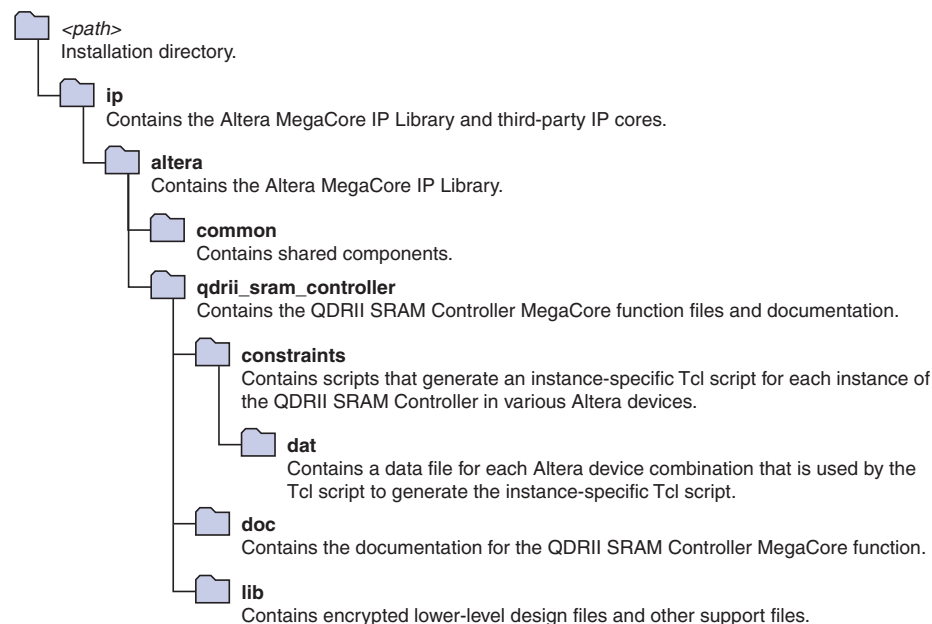 <path>
Installation directory.
ip
Contains the Altera MegaCore IP Library and third-party IP cores.
altera
Contains the Altera MegaCore IP Library.
common
Contains shared components.
qdrii_sram_controller
Contains the QDRII SRAM Controller MegaCore function files and documentation.
constraints
Contains scripts that generate an instance-specific Tcl script for each instance of
the QDRII SRAM Controller in various Altera devices.
dat
Contains a data file for each Altera device combination that is used by the
Tcl script to generate the instance-specific Tcl script.
doc
Contains the documentation for the QDRII SRAM Controller MegaCore function.
lib
Contains encrypted lower-level design files and other support files.